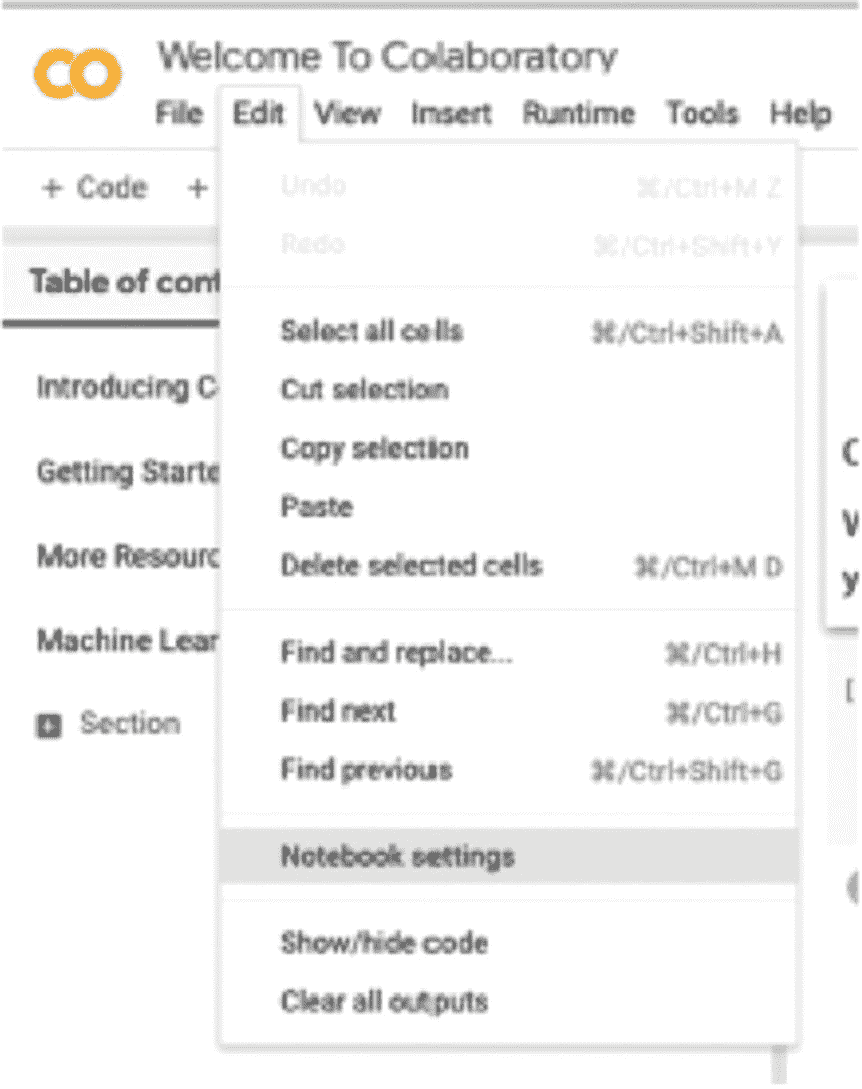 CO Welcome To Colaboratory
File Edit View Insert Runtime Tools Help
+ Code +
Undo ⌘/Ctrl+M Z
Redo ⌘/Ctrl+Shift+Y
Table of cont
Select all cells ⌘/Ctrl+Shift+A
Introducing C
Cut selection
Copy selection
Getting Starte
Paste
More Resourc
Delete selected cells ⌘/Ctrl+M D
Machine Lear
Find and replace... ⌘/Ctrl+H
Find next ⌘/Ctrl+G
Section
Find previous ⌘/Ctrl+Shift+G
Notebook settings
Show/hide code
Clear all outputs